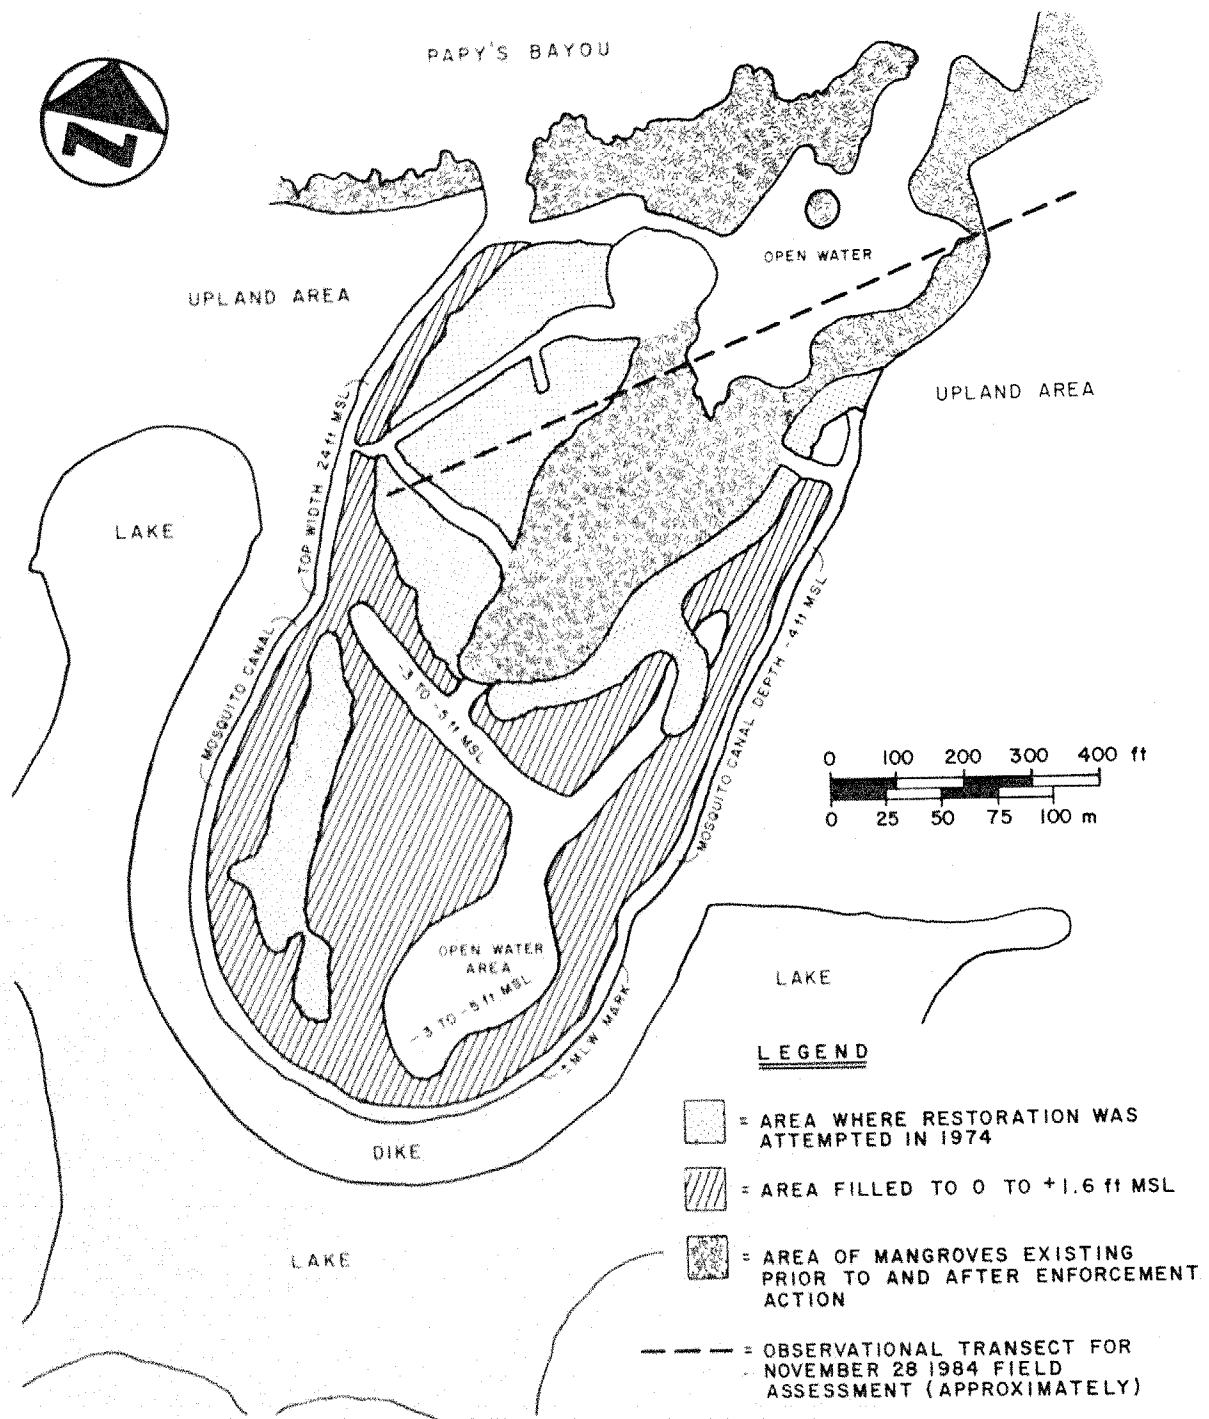 PAPY'S BAYOU
N
OPEN WATER
UPLAND AREA
UPLAND AREA
TOP WIDTH 24 ft MSL
LAKE
MOSQUITO CANAL
-3 TO -5 ft MSL
MOSQUITO CANAL DEPTH -4 ft MSL
0 100 200 300 400 ft
0 25 50 75 100 m
OPEN WATER
AREA
-3 TO -5 ft MSL
LAKE
± MLW MARK
DIKE
LAKE
LEGEND
= AREA WHERE RESTORATION WAS
ATTEMPTED IN 1974
= AREA FILLED TO 0 TO +1.6 ft MSL
= AREA OF MANGROVES EXISTING
PRIOR TO AND AFTER ENFORCEMENT
ACTION
= OBSERVATIONAL TRANSECT FOR
NOVEMBER 28 1984 FIELD
ASSESSMENT (APPROXIMATELY)